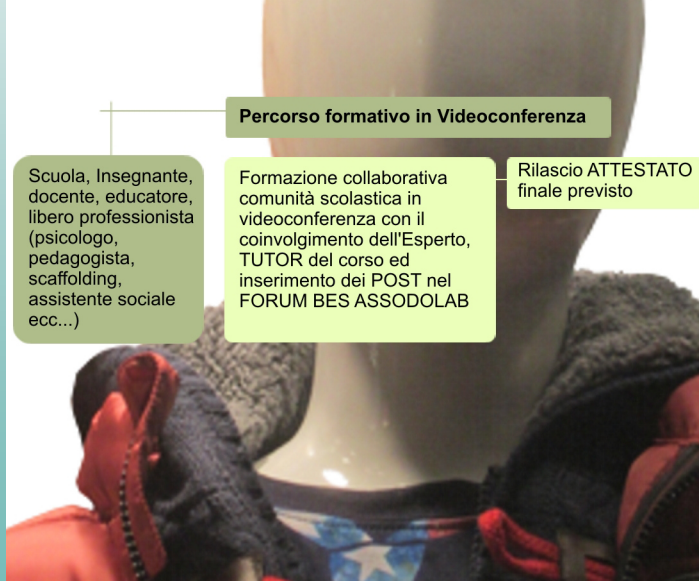 Percorso formativo in Videoconferenza
Scuola, Insegnante,
docente, educatore,
libero professionista
(psicologo,
pedagogista,
scaffolding,
assistente sociale
ecc...)
Formazione collaborativa
comunità scolastica in
videoconferenza con il
coinvolgimento dell'Esperto,
TUTOR del corso ed
inserimento dei POST nel
FORUM BES ASSODOLAB
Rilascio ATTESTATO
finale previsto